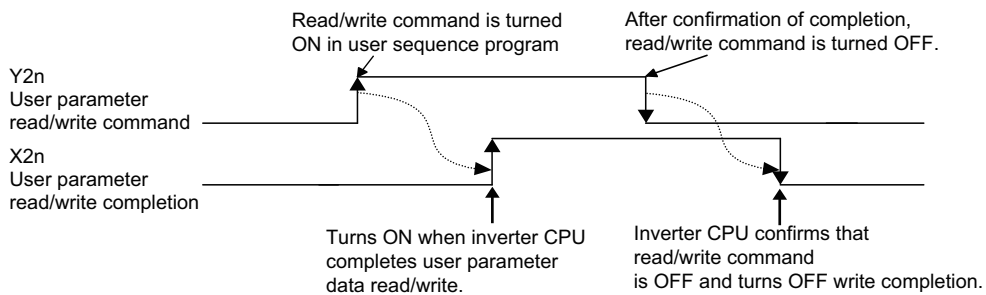 Read/write command is turned
ON in user sequence program
After confirmation of completion,
read/write command is turned OFF.
Y2n
User parameter
read/write command
X2n
User parameter
read/write completion
Turns ON when inverter CPU
completes user parameter
data read/write.
Inverter CPU confirms that
read/write command
is OFF and turns OFF write completion.